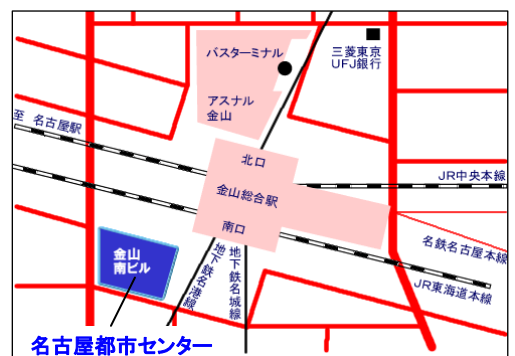 バスターミナル
三菱東京
UFJ銀行
アスナル
金山
至 名古屋駅
北口
JR中央本線
金山総合駅
南口
名鉄名古屋本線
地下鉄名港線
地下鉄名城線
JR東海道本線
金山
南ビル
名古屋都市センター